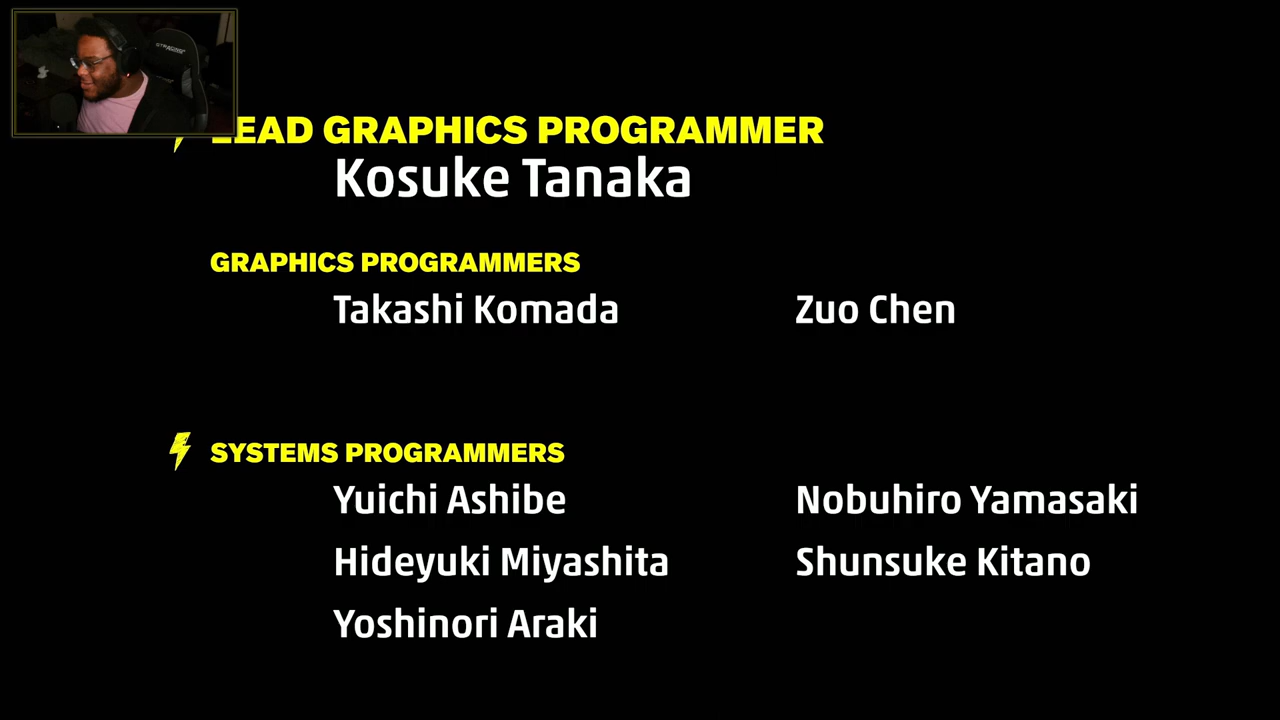 LEAD GRAPHICS PROGRAMMER
Kosuke Tanaka
GRAPHICS PROGRAMMERS
Takashi Komada Zuo Chen
SYSTEMS PROGRAMMERS
Yuichi Ashibe Nobuhiro Yamasaki
Hideyuki Miyashita Shunsuke Kitano
Yoshinori Araki